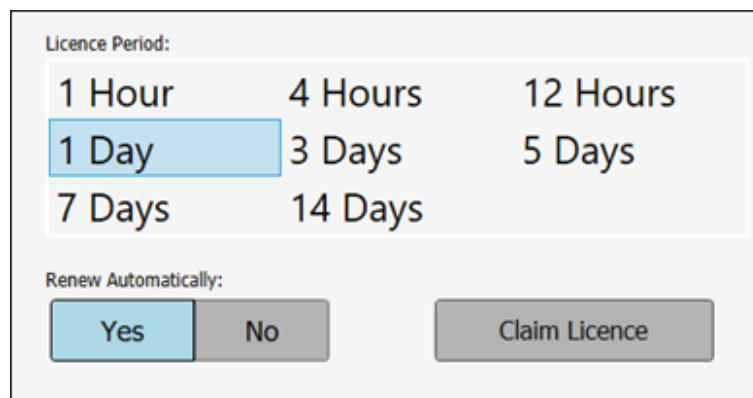 Licence Period:
1 Hour 4 Hours 12 Hours
1 Day 3 Days 5 Days
7 Days 14 Days
Renew Automatically:
Yes No Claim Licence